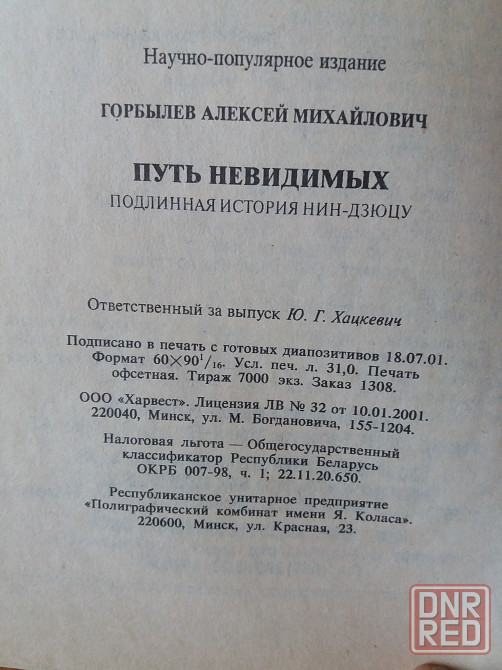 Научно-популярное издание
ГОРБЫЛЕВ АЛЕКСЕЙ МИХАЙЛОВИЧ
ПУТЬ НЕВИДИМЫХ
ПОДЛИННАЯ ИСТОРИЯ НИН-ДЗЮЦУ
Ответственный за выпуск Ю. Г. Хацкевич
Подписано в печать с готовых диапозитивов 18.07.01.
Формат 60×90¹/₁₆. Усл. печ. л. 31,0. Печать
офсетная. Тираж 7000 экз. Заказ 1308.
ООО «Харвест». Лицензия ЛВ № 32 от 10.01.2001.
220040, Минск, ул. М. Богдановича, 155-1204.
Налоговая льгота — Общегосударственный
классификатор Республики Беларусь
ОКРБ 007-98, ч. 1; 22.11.20.650.
Республиканское унитарное предприятие
«Полиграфический комбинат имени Я. Коласа».
220600, Минск, ул. Красная, 23.
DNR
RED